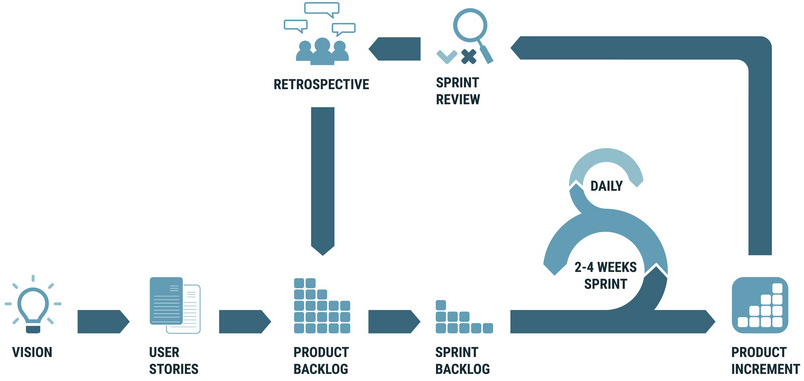 RETROSPECTIVE
SPRINT
REVIEW
DAILY
2-4 WEEKS
SPRINT
VISION
USER
STORIES
PRODUCT
BACKLOG
SPRINT
BACKLOG
PRODUCT
INCREMENT